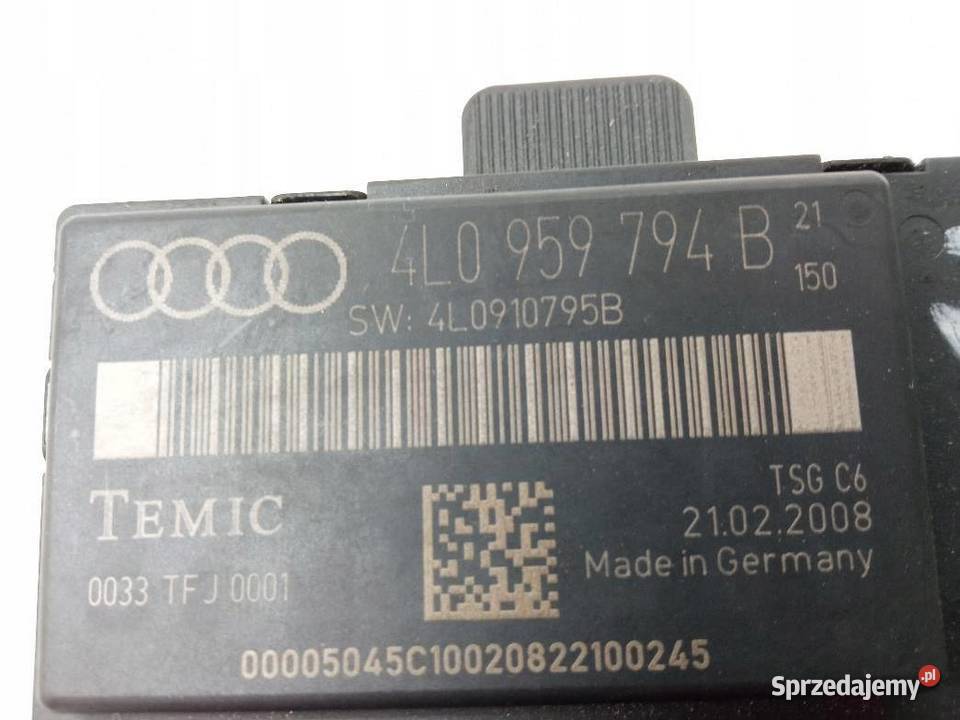 4L0 959 794 B 21
150
SW: 4L0910795B
TEMIC
TSG C6
21.02.2008
Made in Germany
0033 TFJ 0001
00005045C10020822100245
Sprzedajemy.pl